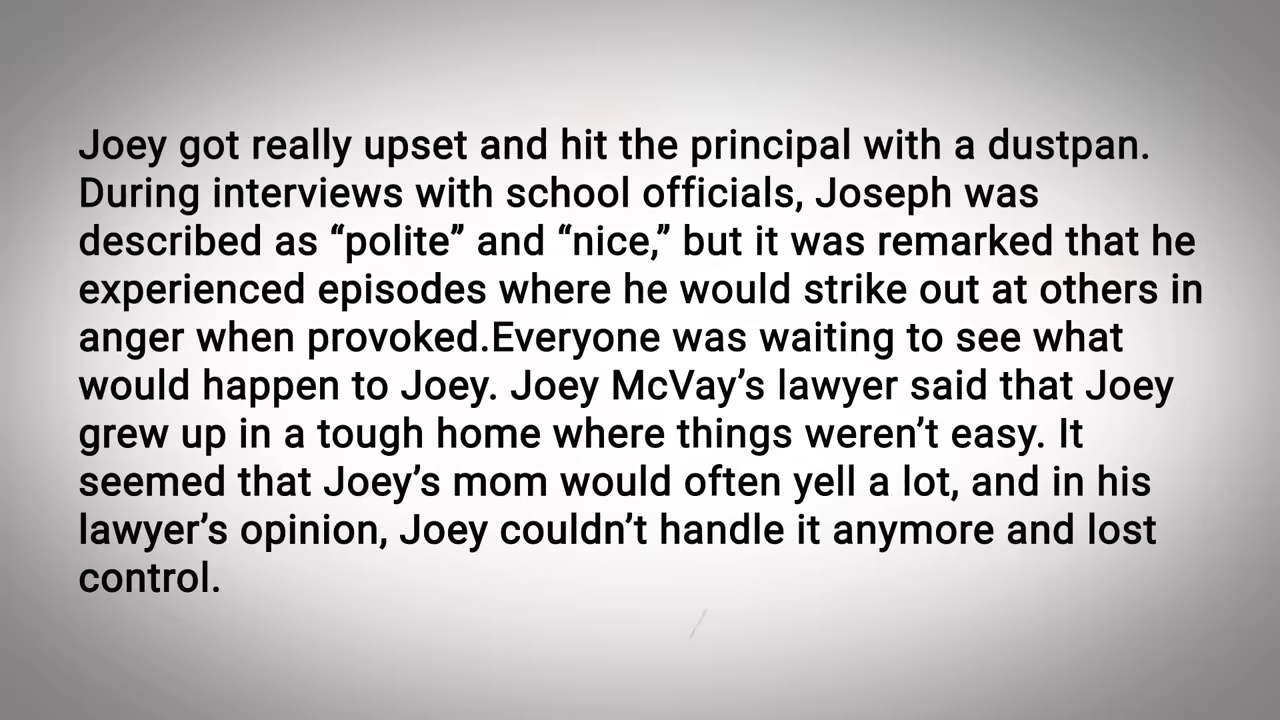 Joey got really upset and hit the principal with a dustpan.
During interviews with school officials, Joseph was
described as “polite” and “nice,” but it was remarked that he
experienced episodes where he would strike out at others in
anger when provoked.Everyone was waiting to see what
would happen to Joey. Joey McVay’s lawyer said that Joey
grew up in a tough home where things weren’t easy. It
seemed that Joey’s mom would often yell a lot, and in his
lawyer’s opinion, Joey couldn’t handle it anymore and lost
control.